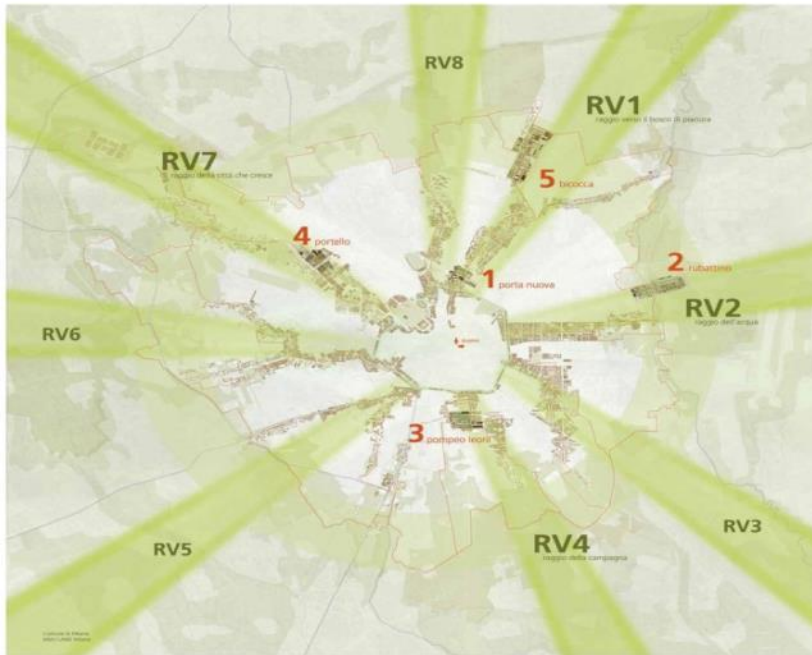 RV8
RV1
raggio verso il bosco di pianura
RV7
raggio della città che cresce
5 bicocca
4 portello
2 rubattino
1 porta nuova
RV2
raggio dell'acqua
RV6
3 pompeo leoni
RV3
RV4
raggio della campagna
RV5